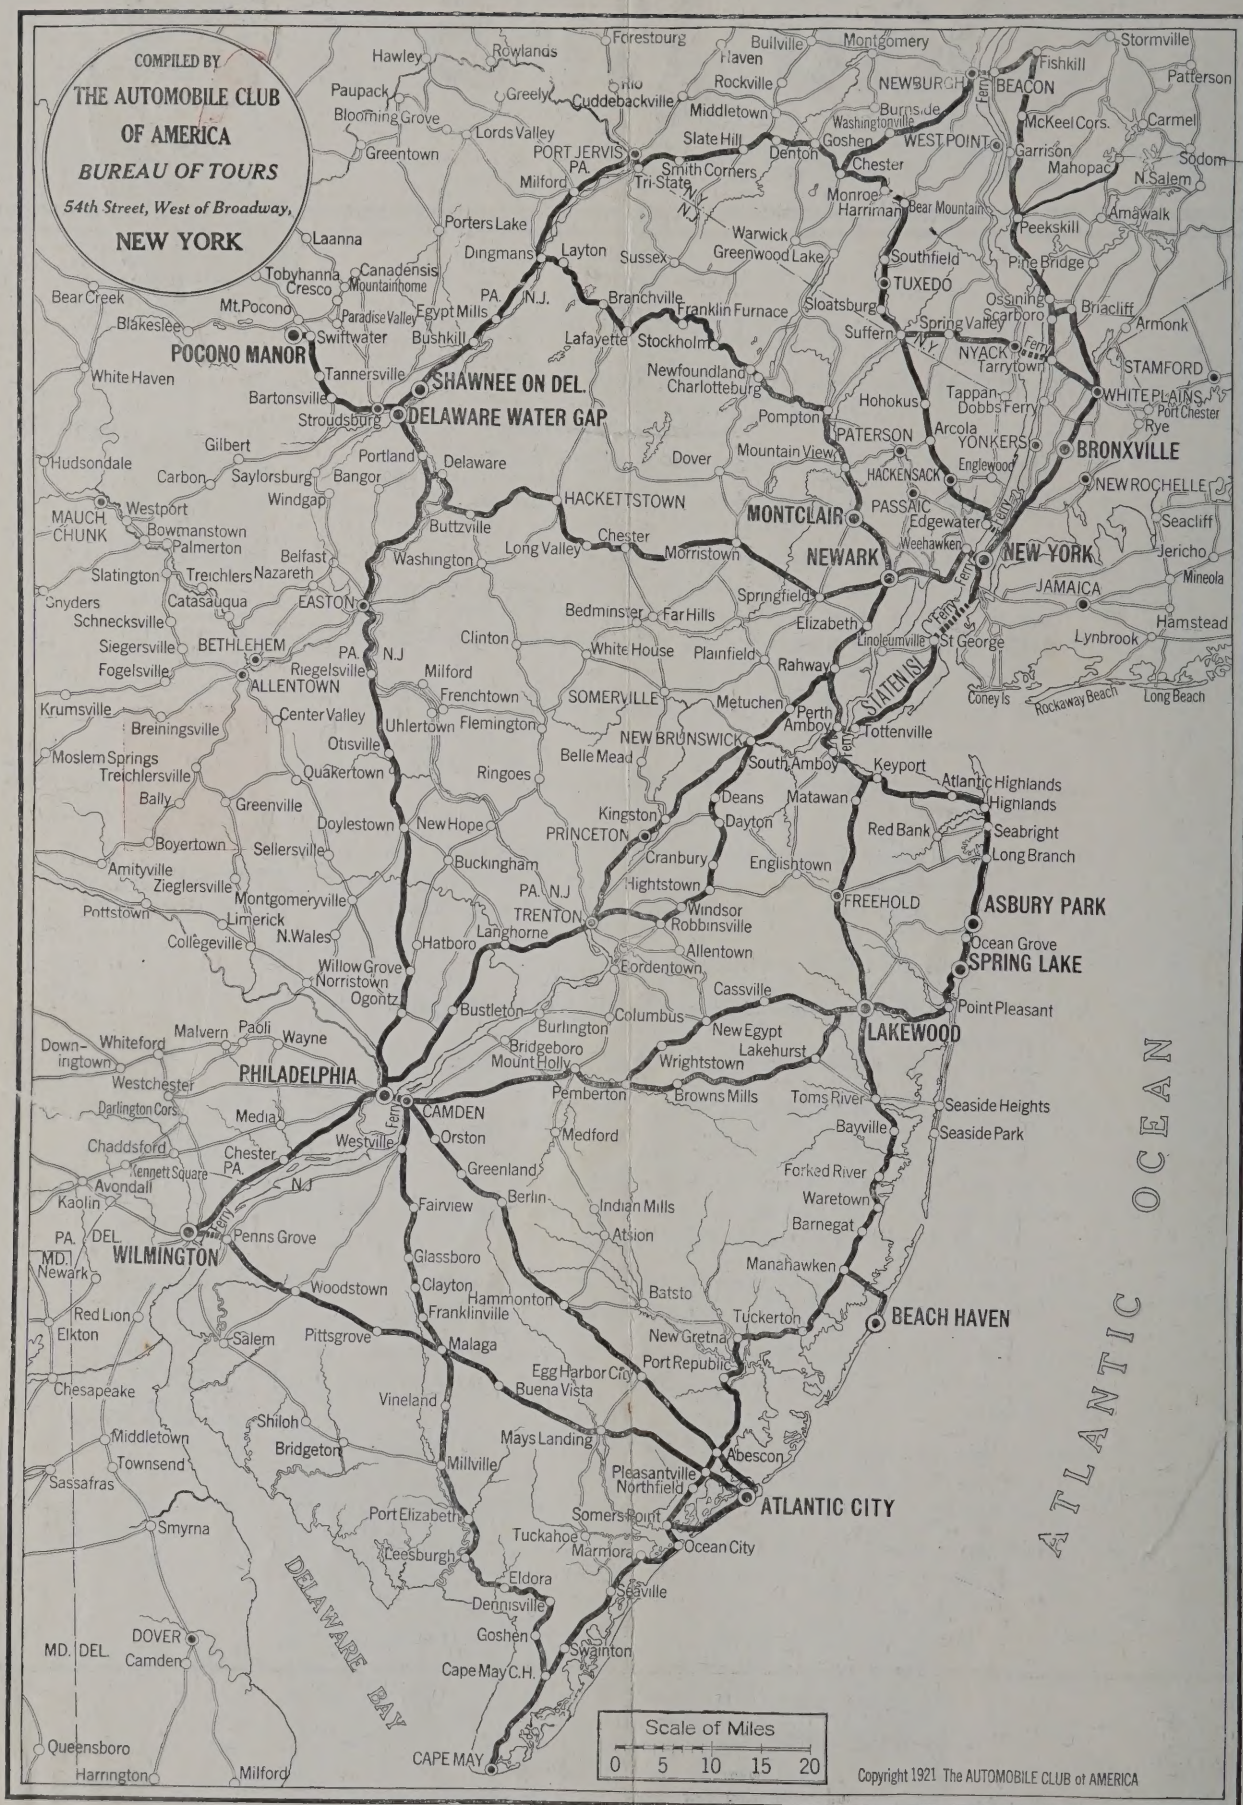 COMPILED BY
THE AUTOMOBILE CLUB
OF AMERICA
BUREAU OF TOURS
54th Street, West of Broadway,
NEW YORK
Forestburg
Bullville
Montgomery
Stormville
Hawley
Rowlands
Haven
Fishkill
Rockville
NEWBURGH
Ferry
BEACON
Patterson
Paupack
Greely
Rio
Cuddebackville
Middletown
Burnside
Washingtonville
McKeel Cors.
Carmel
Blooming Grove
Lords Valley
Slate Hill
Denton
Goshen
WEST POINT
Garrison
Greentown
PORT JERVIS
Smith Corners
Chester
Mahopac
Sodom
PA.
Tri-State
N.Y.
N.J.
N.Salem
Milford
Monroe
Harriman
Bear Mountain
Amawalk
Porters Lake
Warwick
Peekskill
Laanna
Dingmans
Layton
Sussex
Greenwood Lake
Southfield
Pine Bridge
Tobyhanna
Canadensis
Cresco
Mountainhome
TUXEDO
Bear Creek
PA.
N.J.
Branchville
Sloatsburg
Ossining
Scarboro
Briacliff
Mt.Pocono
Paradise Valley
Egypt Mills
Franklin Furnace
Armonk
Blakeslee
Swiftwater
Bushkill
Lafayette
Stockholm
Suffern
Spring Valley
N.Y.
NYACK
Ferry
Tarrytown
POCONO MANOR
White Haven
Tannersville
SHAWNEE ON DEL.
Newfoundland
Charlotteburg
STAMFORD
Bartonsville
Hohokus
Tappan
Dobbs Ferry
WHITE PLAINS
Port Chester
Rye
Stroudsburg
DELAWARE WATER GAP
Pompton
Arcola
Gilbert
PATERSON
YONKERS
BRONXVILLE
Hudsondale
Portland
Delaware
Dover
Mountain View
HACKENSACK
Englewood
Carbon
Saylorsburg
Bangor
NEW ROCHELLE
Windgap
HACKETTSTOWN
PASSAIC
MAUCH
CHUNK
Westport
Bowmanstown
Buttzville
MONTCLAIR
Edgewater
Ferry
Seacliff
Palmerton
Belfast
Washington
Long Valley
Chester
Morristown
NEWARK
Weehawken
Ferry
NEW YORK
Jericho
Slatington
Treichlers
Nazareth
JAMAICA
Mineola
Snyders
Catasauqua
EASTON
Springfield
Schnecksville
Bedminster
Far Hills
Elizabeth
Ferry
Hamstead
Siegersville
BETHLEHEM
Clinton
Linoleumville
St George
Lynbrook
Fogelsville
PA.
N.J
White House
Plainfield
Rahway
Riegelsville
Milford
STATEN ISL
ALLENTOWN
Frenchtown
SOMERVILLE
Metuchen
Coney Is
Rockaway Beach
Long Beach
Krumsville
Center Valley
Uhlertown
Flemington
Perth
Amboy
Breiningsville
Tottenville
Ferry
NEW BRUNSWICK
Otisville
Belle Mead
South Amboy
Moslem Springs
Keyport
Treichlersville
Quakertown
Ringoes
Atlantic Highlands
Bally
Greenville
Deans
Matawan
Highlands
Doylestown
New Hope
Kingston
Dayton
Red Bank
Seabright
PRINCETON
Boyertown
Sellersville
Buckingham
Cranbury
Englishtown
Long Branch
Amityville
Zieglersville
PA.
N.J
Hightstown
Montgomeryville
Windsor
FREEHOLD
ASBURY PARK
Pottstown
Limerick
TRENTON
Robbinsville
N.Wales
Langhorne
Ocean Grove
Collegeville
Hatboro
Allentown
Willow Grove
Bordentown
SPRING LAKE
Norristown
Cassville
Ogontz
Bustleton
Columbus
Point Pleasant
Burlington
New Egypt
LAKEWOOD
Malvern
Paoli
Wayne
Down-
ingtown
Whiteford
Bridgeboro
Mount Holly
Wrightstown
Lakehurst
Westchester
PHILADELPHIA
Pemberton
Browns Mills
Toms River
Seaside Heights
Darlington Cors.
Media
Ferry
CAMDEN
Westville
Orston
Medford
Bayville
Seaside Park
Chaddsford
Chester
PA.
Kennett Square
Greenland
Forked River
Avondall
N.J
Berlin
Waretown
Kaolin
Fairview
Indian Mills
Barnegat
Ferry
PA.
DEL.
Penns Grove
Atsion
WILMINGTON
MD.
Newark
Glassboro
Manahawken
Woodstown
Clayton
Hammonton
Batsto
Red Lion
Franklinville
Tuckerton
BEACH HAVEN
Elkton
Salem
Pittsgrove
Malaga
New Gretna
Egg Harbor City
Port Republic
Chesapeake
Buena Vista
Vineland
Shiloh
Middletown
Bridgeton
Mays Landing
Abescon
Townsend
Millville
Pleasantville
Sassafras
Northfield
ATLANTIC CITY
Port Elizabeth
Somers Point
Smyrna
Tuckahoe
Leesburgh
Marmora
Ocean City
Eldora
Seaville
Dennisville
DOVER
Goshen
MD.
DEL.
Camden
Swainton
Cape May C.H.
Queensboro
CAPE MAY
Harrington
Milford
DELAWARE BAY
ATLANTIC OCEAN
Scale of Miles
0 5 10 15 20
Copyright 1921 The AUTOMOBILE CLUB of AMERICA